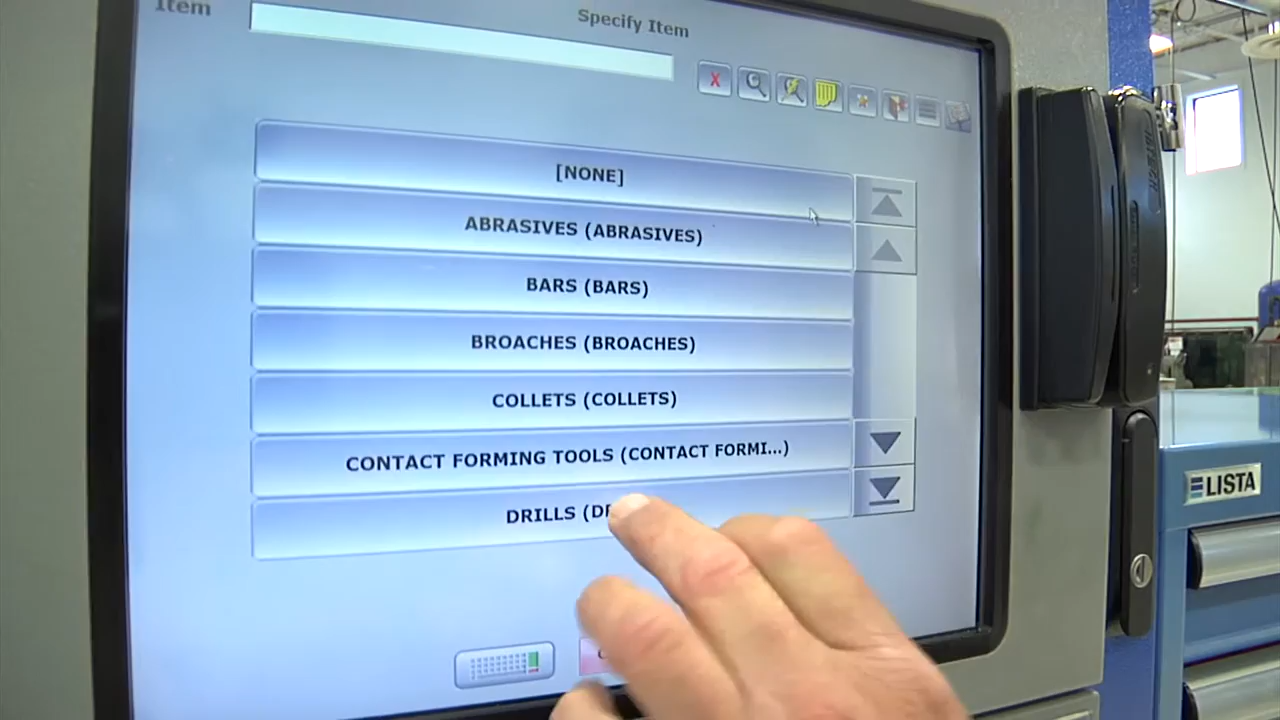 Item
Specify Item
X
[NONE]
ABRASIVES (ABRASIVES)
BARS (BARS)
BROACHES (BROACHES)
COLLETS (COLLETS)
CONTACT FORMING TOOLS (CONTACT FORMI...)
DRILLS
LISTA